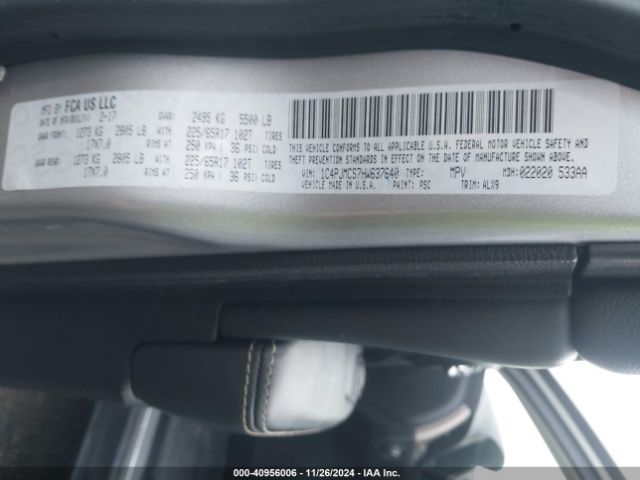 MFD BY FCA US LLC
DATE OF MFR: 2-17 GVWR: 2495 KG 5500 LB
GAWR FRONT: 1273 KG 2805 LB WITH 225/65R17 102T TIRES
17X7.0 RIMS AT 250 KPA ( 36 PSI) COLD
GAWR REAR: 1273 KG 2805 LB WITH 225/65R17 102T TIRES
17X7.0 RIMS AT 250 KPA ( 36 PSI) COLD
THIS VEHICLE CONFORMS TO ALL APPLICABLE U.S.A. FEDERAL MOTOR VEHICLE SAFETY AND
THEFT PREVENTION STANDARDS IN EFFECT ON THE DATE OF MANUFACTURE SHOWN ABOVE.
VIN: 1C4PJMCS7HW637640 TYPE: MPV MDH: 022020 533AA
VEHICLE MADE IN U.S.A. PAINT: PSC TRIM: ALX9
000-40956006 • 11/26/2024 • IAA Inc.